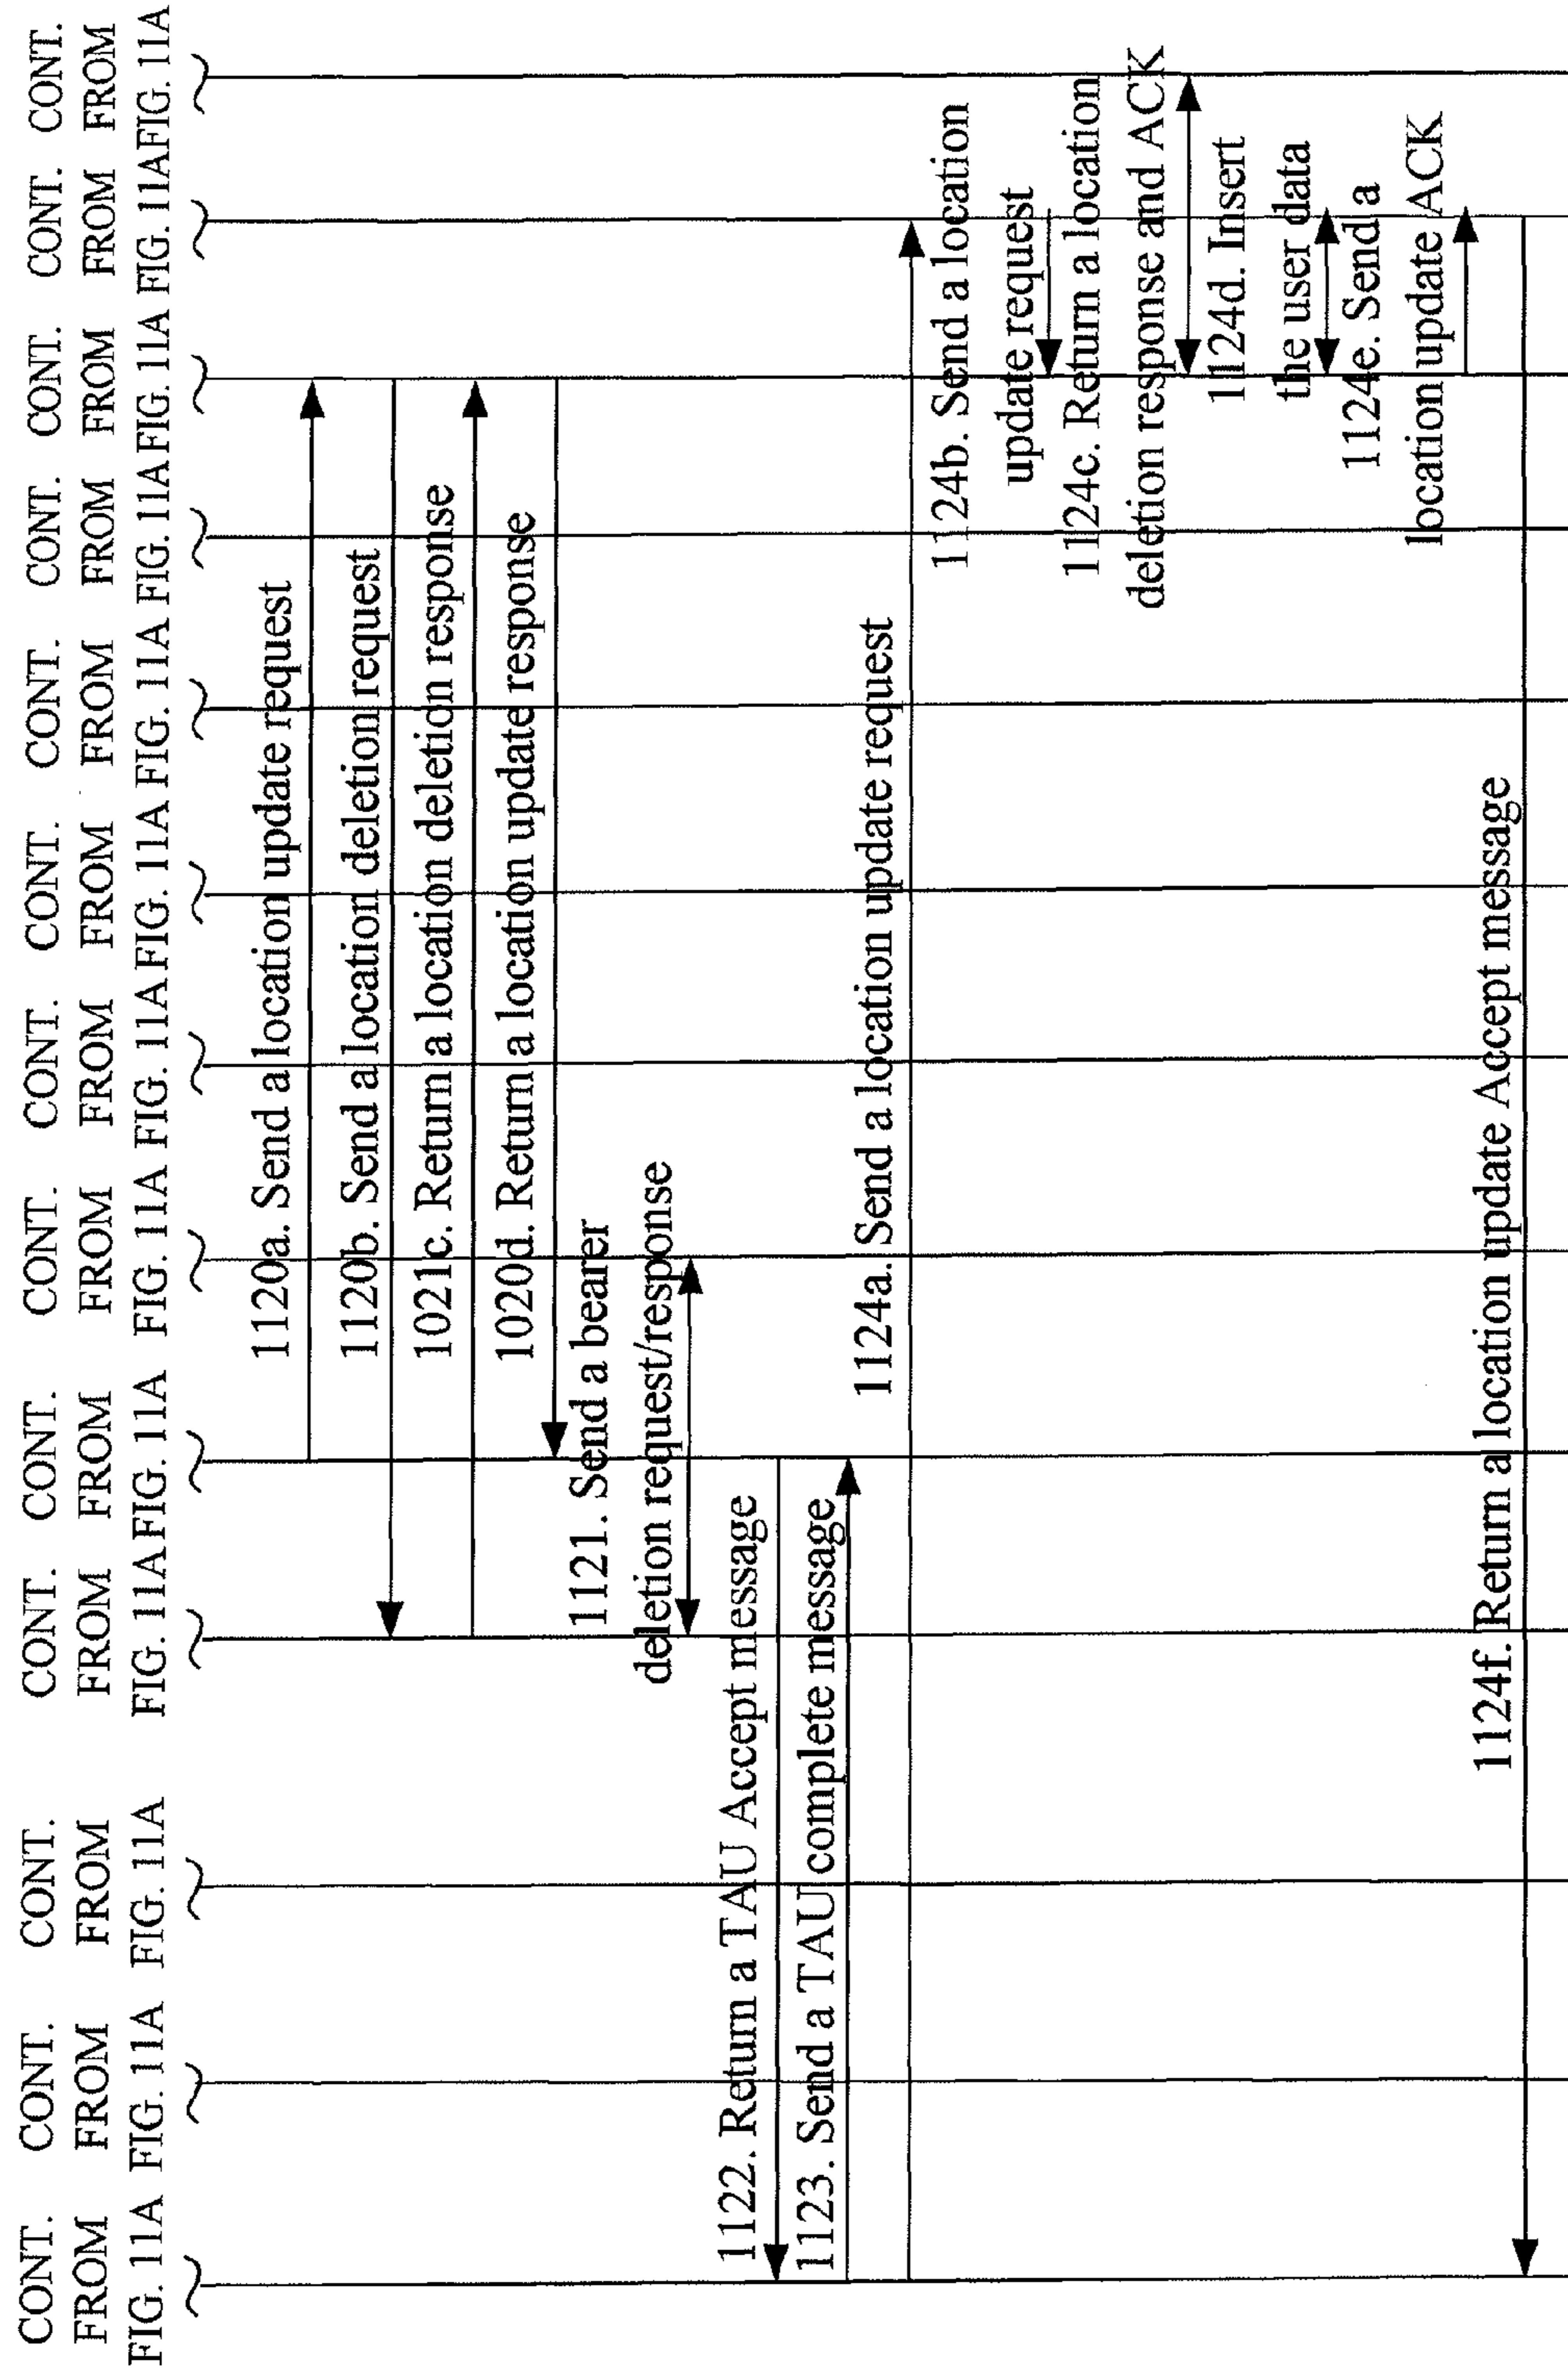 CONT. CONT. CONT. CONT. CONT. CONT. CONT. CONT. CONT. CONT. CONT. CONT. CONT.
FROM FROM FROM FROM FROM FROM FROM FROM FROM FROM FROM FROM FROM
FIG. 11A FIG. 11A FIG. 11A FIG. 11A FIG. 11A FIG. 11A FIG. 11A FIG. 11A FIG. 11A FIG. 11A FIG. 11A FIG. 11A FIG. 11A
1120a. Send a location update request
1120b. Send a location deletion request
1021c. Return a location deletion response
1020d. Return a location update response
1121. Send a bearer
deletion request/response
1122. Return a TAU Accept message
1123. Send a TAU complete message
1124a. Send a location update request
1124b. Send a location
update request
1124c. Return a location
deletion response and ACK
1124d. Insert
the user data
1124e. Send a
location update ACK
1124f. Return a location update Accept message